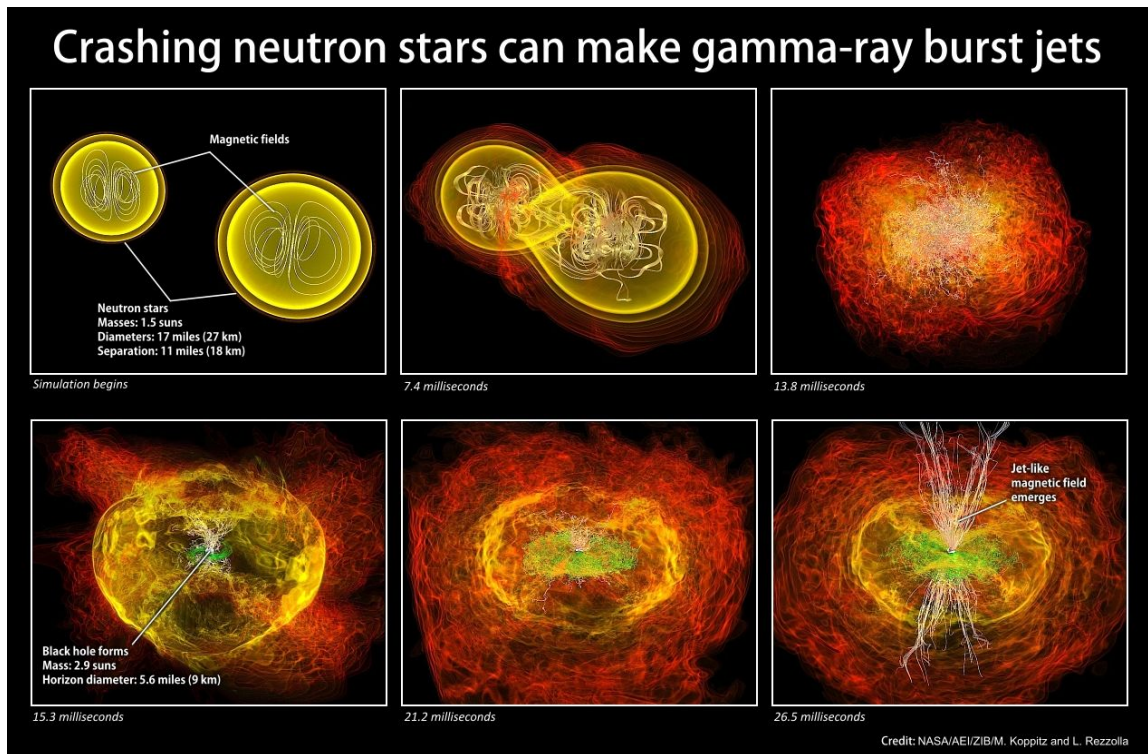 Crashing neutron stars can make gamma-ray burst jets
Magnetic fields
Neutron stars
Masses: 1.5 suns
Diameters: 17 miles (27 km)
Separation: 11 miles (18 km)
Simulation begins
7.4 milliseconds
13.8 milliseconds
Black hole forms
Mass: 2.9 suns
Horizon diameter: 5.6 miles (9 km)
15.3 milliseconds
21.2 milliseconds
Jet-like
magnetic field
emerges
26.5 milliseconds
Credit: NASA/AEI/ZIB/M. Koppitz and L. Rezzolla